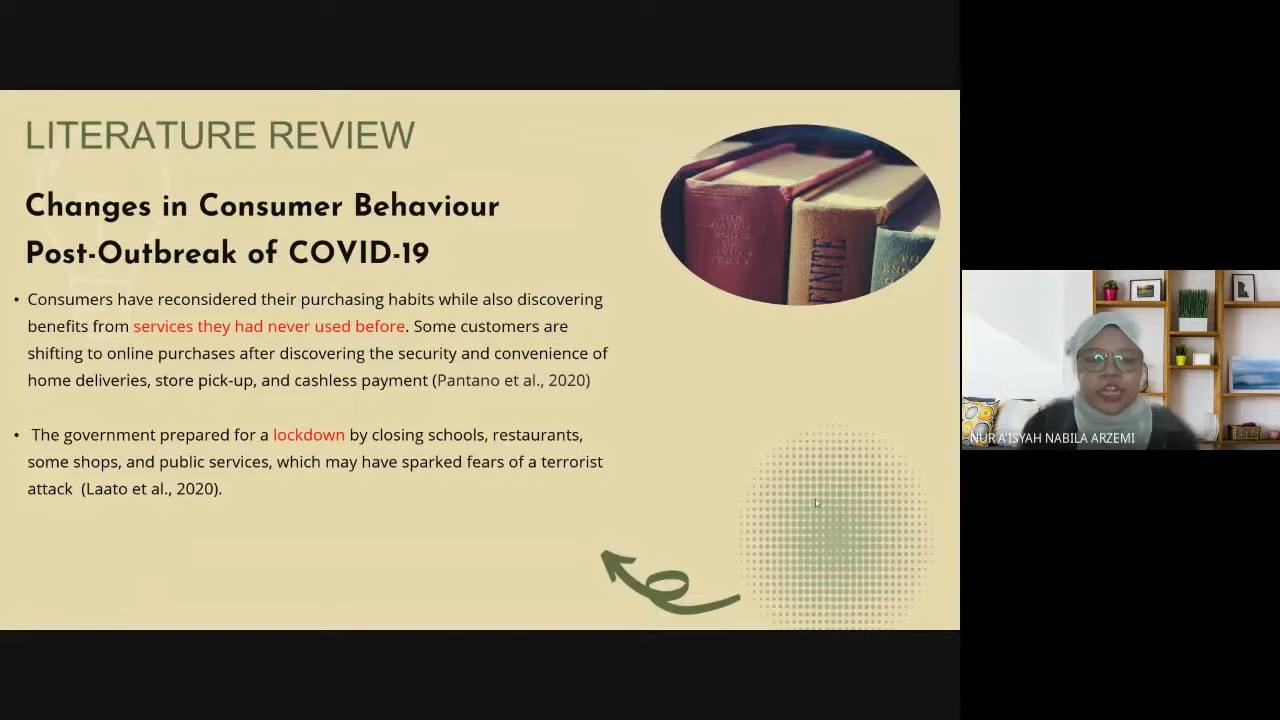 LITERATURE REVIEW
Changes in Consumer Behaviour
Post-Outbreak of COVID-19
• Consumers have reconsidered their purchasing habits while also discovering
benefits from services they had never used before. Some customers are
shifting to online purchases after discovering the security and convenience of
home deliveries, store pick-up, and cashless payment (Pantano et al., 2020)
• The government prepared for a lockdown by closing schools, restaurants,
some shops, and public services, which may have sparked fears of a terrorist
attack (Laato et al., 2020).
NUR A'ISYAH NABILA ARZEMI